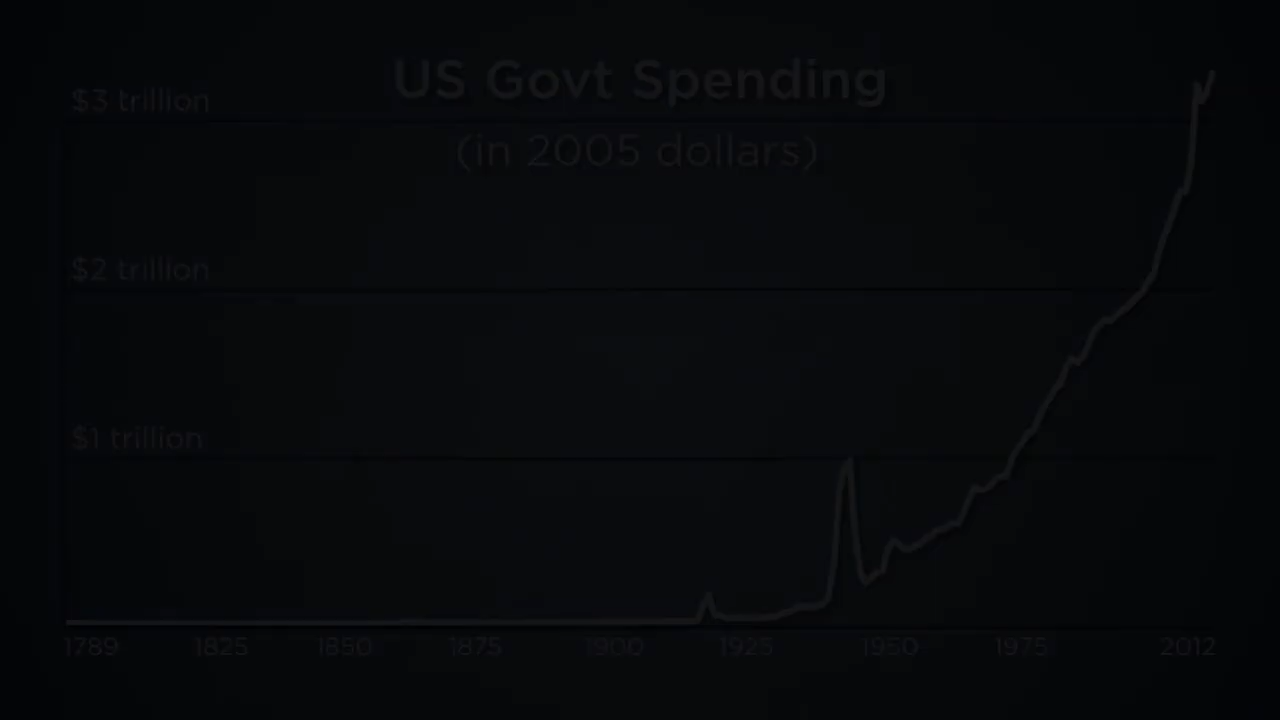 US Govt Spending
(in 2005 dollars)
$3 trillion
$2 trillion
$1 trillion
1789 1825 1850 1875 1900 1925 1950 1975 2012